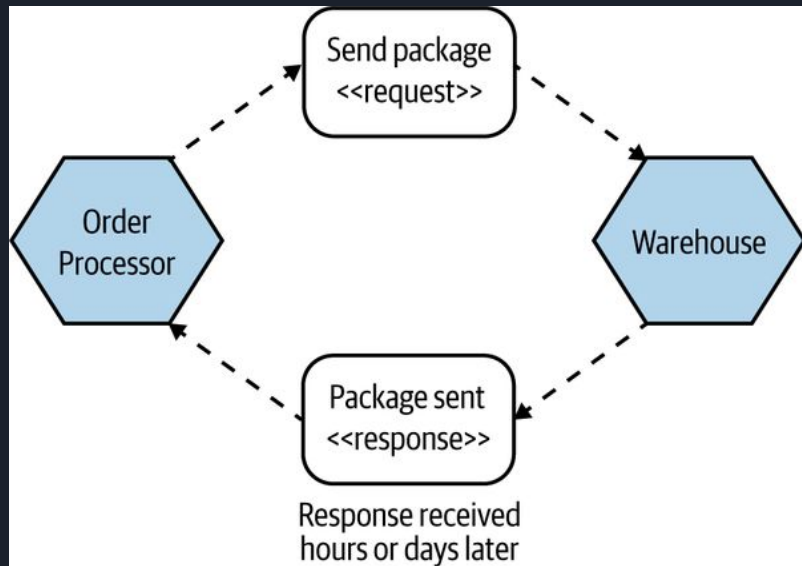 Send package
<<request>>
Order
Processor
Warehouse
Package sent
<<response>>
Response received
hours or days later